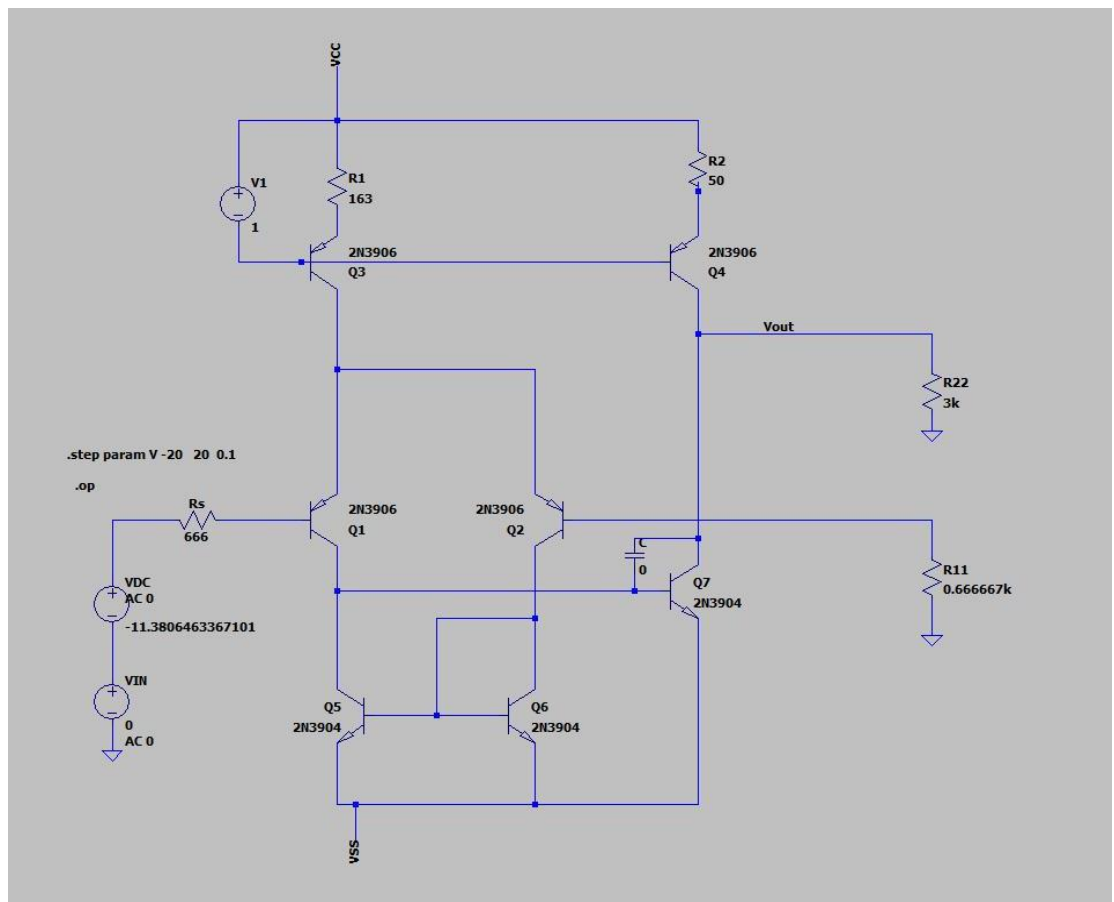 VCC
V1
1
R1
163
R2
50
2N3906
Q3
2N3906
Q4
Vout
R22
3k
.step param V -20 20 0.1
.op
Rs
666
2N3906
Q1
2N3906
Q2
C
0
Q7
2N3904
R11
0.666667k
VDC
AC 0
-11.3806463367101
VIN
0
AC 0
Q5
2N3904
Q6
2N3904
VSS